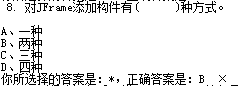 8. 对JFrame添加构件有(      )种方式。
A、一种
B、两种
C、三种
D、四种
你所选择的答案是：*，正确答案是：B  ×